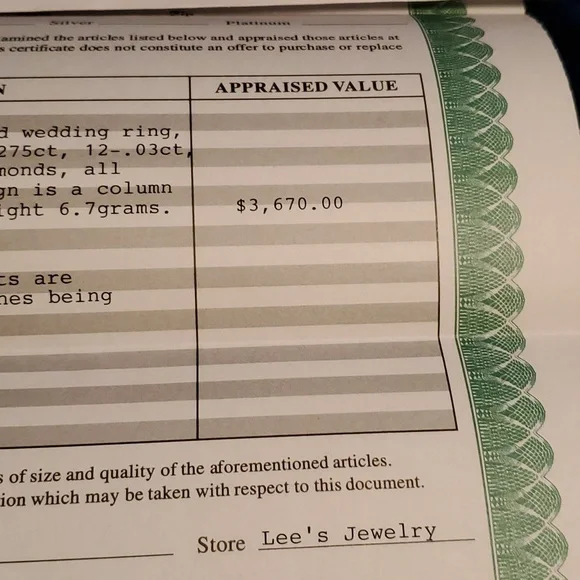 Silver Platinum
amined the articles listed below and appraised those articles at
s certificate does not constitute an offer to purchase or replace
N APPRAISED VALUE
d wedding ring,
275ct, 12-.03ct,
monds, all
gn is a column
ight 6.7grams. $3,670.00
ts are
nes being
s of size and quality of the aforementioned articles.
ion which may be taken with respect to this document.
Store Lee's Jewelry